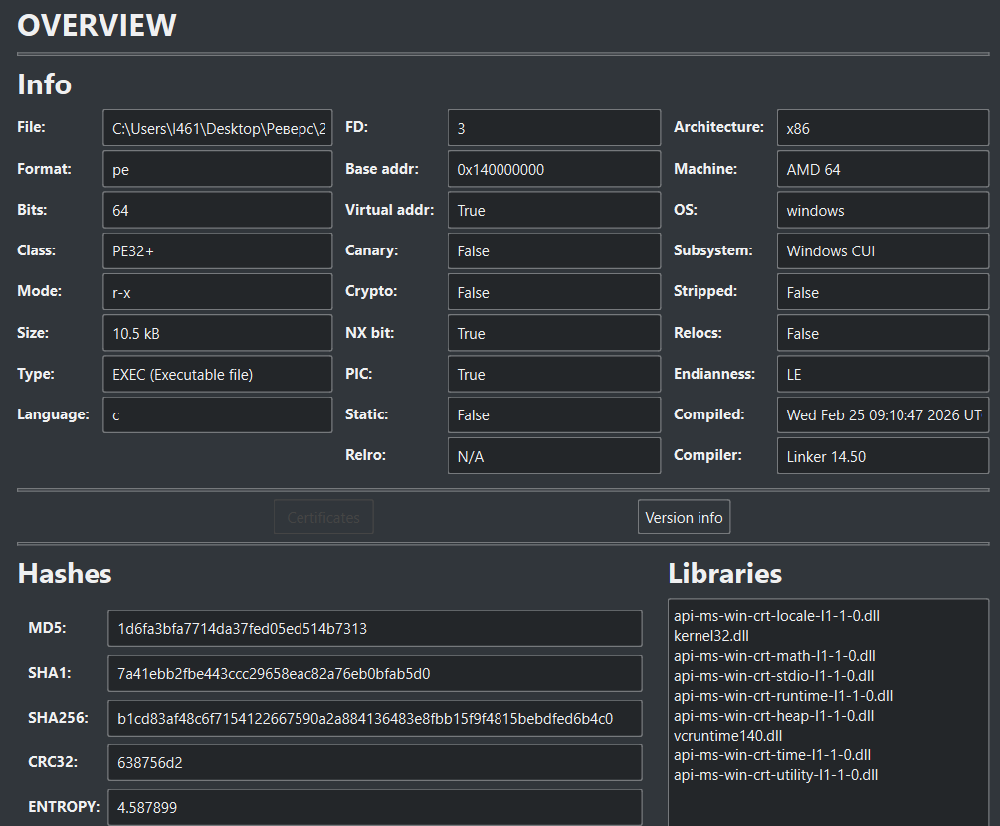 OVERVIEW
Info
File: C:\Users\I461\Desktop\Реверс\2 FD: 3 Architecture: x86
Format: pe Base addr: 0x140000000 Machine: AMD 64
Bits: 64 Virtual addr: True OS: windows
Class: PE32+ Canary: False Subsystem: Windows CUI
Mode: r-x Crypto: False Stripped: False
Size: 10.5 kB NX bit: True Relocs: False
Type: EXEC (Executable file) PIC: True Endianness: LE
Language: c Static: False Compiled: Wed Feb 25 09:10:47 2026 UT
Relro: N/A Compiler: Linker 14.50
Certificates Version info
Hashes
MD5: 1d6fa3bfa7714da37fed05ed514b7313
SHA1: 7a41ebb2fbe443ccc29658eac82a76eb0bfab5d0
SHA256: b1cd83af48c6f7154122667590a2a884136483e8fbb15f9f4815bebdfed6b4c0
CRC32: 638756d2
ENTROPY: 4.587899
Libraries
api-ms-win-crt-locale-l1-1-0.dll
kernel32.dll
api-ms-win-crt-math-l1-1-0.dll
api-ms-win-crt-stdio-l1-1-0.dll
api-ms-win-crt-runtime-l1-1-0.dll
api-ms-win-crt-heap-l1-1-0.dll
vcruntime140.dll
api-ms-win-crt-time-l1-1-0.dll
api-ms-win-crt-utility-l1-1-0.dll